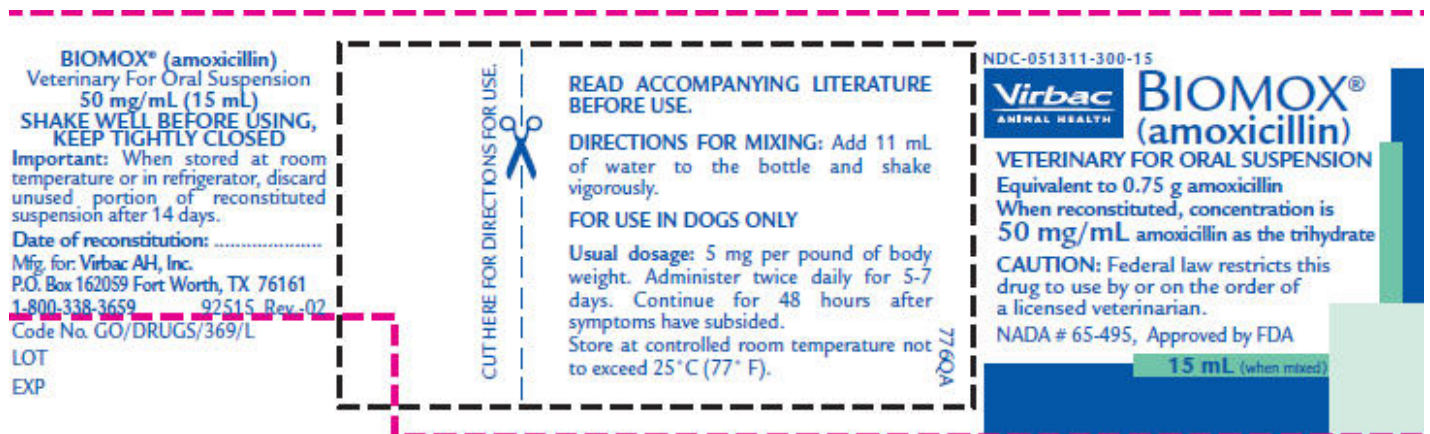 BIOMOX® (amoxicillin)
Veterinary For Oral Suspension
50 mg/mL (15 mL)
SHAKE WELL BEFORE USING,
KEEP TIGHTLY CLOSED
Important: When stored at room
temperature or in refrigerator, discard
unused portion of reconstituted
suspension after 14 days.
Date of reconstitution: ......................
Mfg. for: Virbac AH, Inc.
P.O. Box 162059 Fort Worth, TX 76161
1-800-338-3659 92515 Rev.-02
Code No. GO/DRUGS/369/L
LOT
EXP
CUT HERE FOR DIRECTIONS FOR USE.
READ ACCOMPANYING LITERATURE
BEFORE USE.
DIRECTIONS FOR MIXING: Add 11 mL
of water to the bottle and shake
vigorously.
FOR USE IN DOGS ONLY
Usual dosage: 5 mg per pound of body
weight. Administer twice daily for 5-7
days. Continue for 48 hours after
symptoms have subsided.
Store at controlled room temperature not
to exceed 25°C (77° F).
776QA
NDC-051311-300-15
Virbac
ANIMAL HEALTH
BIOMOX®
(amoxicillin)
VETERINARY FOR ORAL SUSPENSION
Equivalent to 0.75 g amoxicillin
When reconstituted, concentration is
50 mg/mL amoxicillin as the trihydrate
CAUTION: Federal law restricts this
drug to use by or on the order of
a licensed veterinarian.
NADA # 65-495, Approved by FDA
15 mL (when mixed)